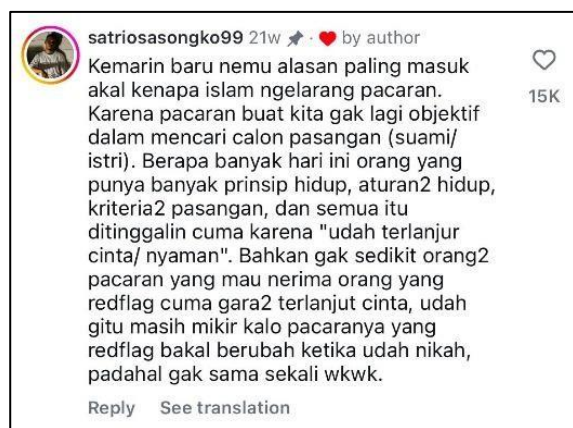 satriosasongko99 21w · by author
Kemarin baru nemu alasan paling masuk
akal kenapa islam ngelarang pacaran.
Karena pacaran buat kita gak lagi objektif
dalam mencari calon pasangan (suami/
istri). Berapa banyak hari ini orang yang
punya banyak prinsip hidup, aturan2 hidup,
kriteria2 pasangan, dan semua itu
ditinggalin cuma karena "udah terlanjur
cinta/ nyaman". Bahkan gak sedikit orang2
pacaran yang mau nerima orang yang
redflag cuma gara2 terlanjut cinta, udah
gitu masih mikir kalo pacaranya yang
redflag bakal berubah ketika udah nikah,
padahal gak sama sekali wkwk.
Reply See translation
15K